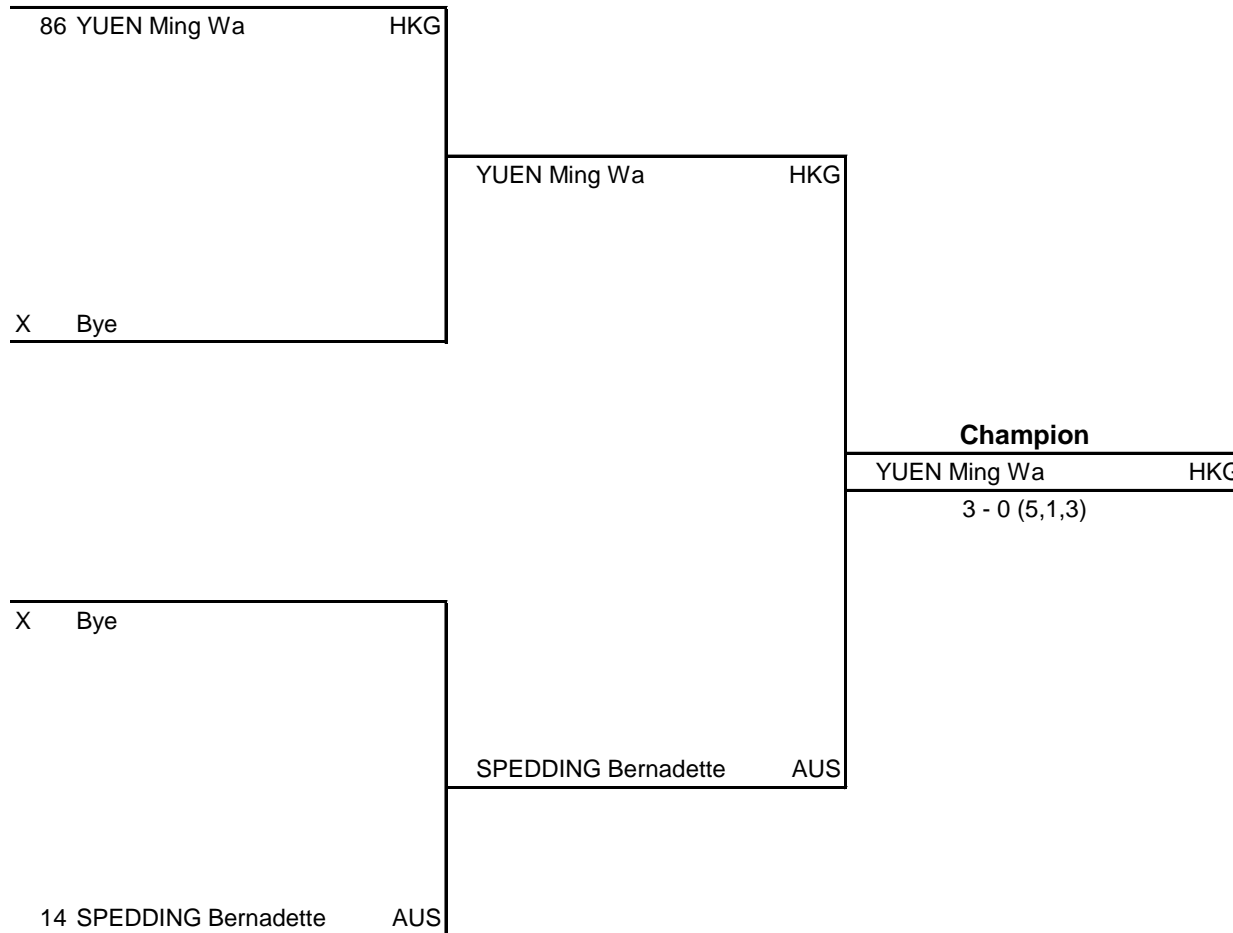 86 YUEN Ming Wa HKG
YUEN Ming Wa HKG
X Bye
Champion
YUEN Ming Wa HKG
3 - 0 (5,1,3)
X Bye
SPEDDING Bernadette AUS
14 SPEDDING Bernadette AUS